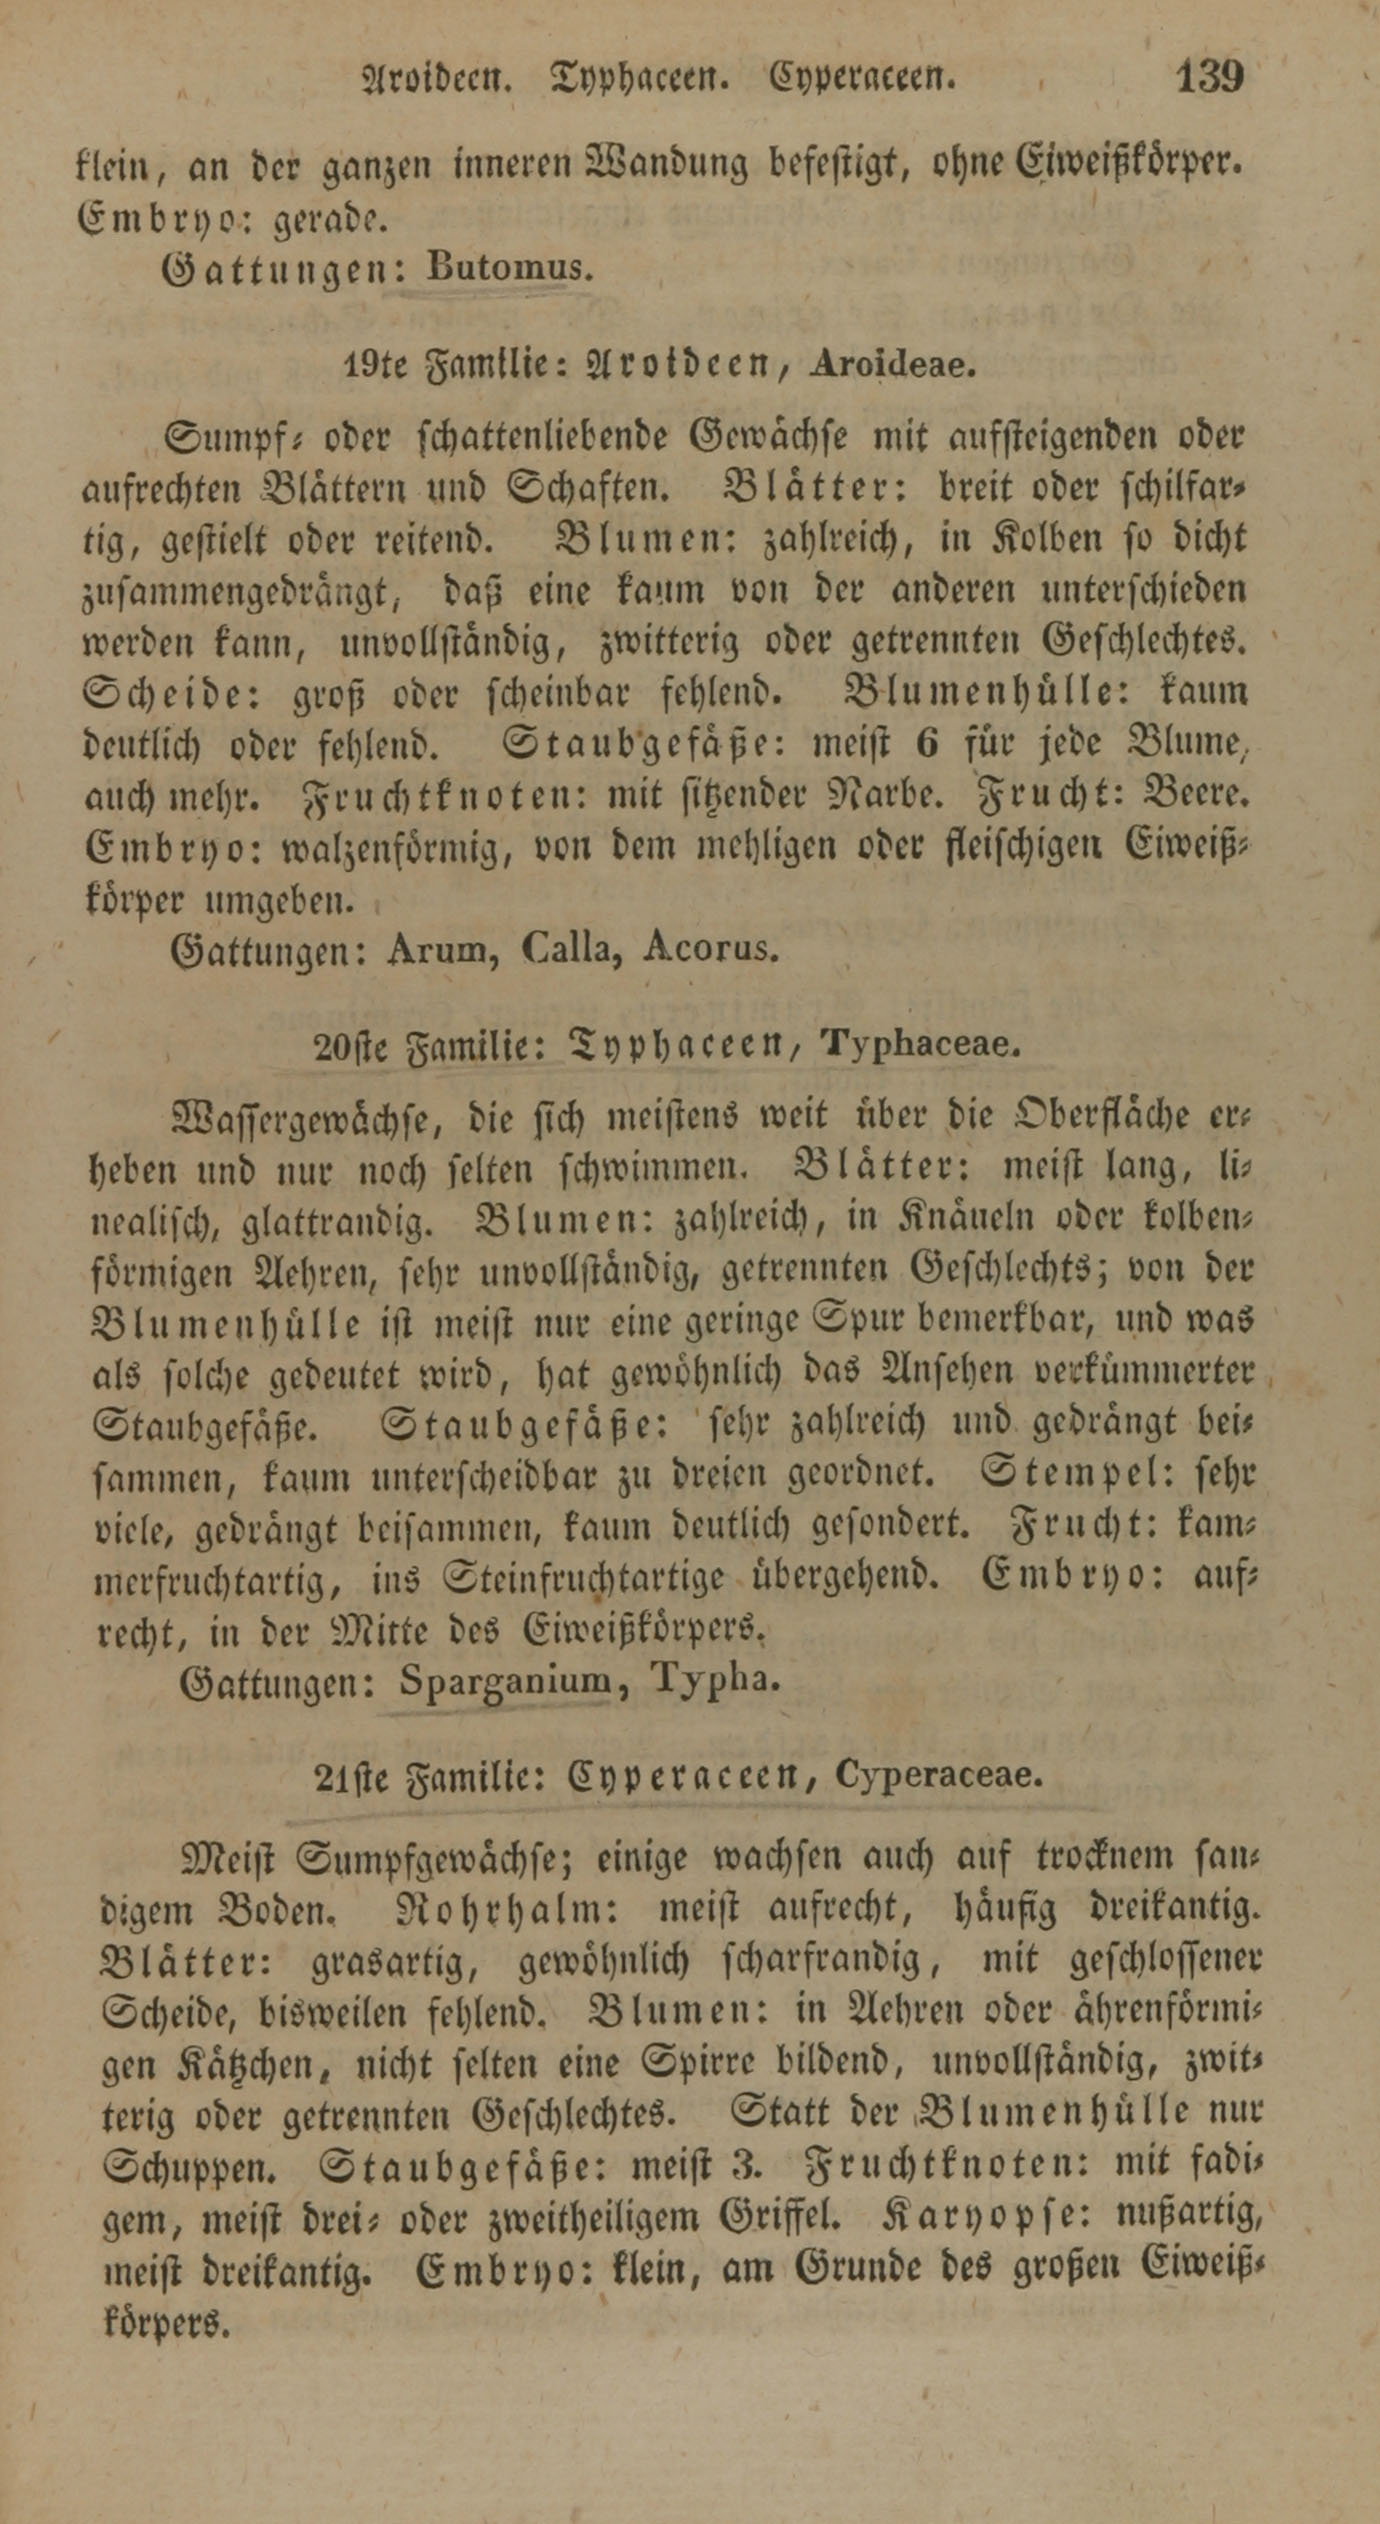 Aroideen. Typhaceen. Cyperaceen. 139
klein, an der ganzen inneren Wandung befestigt, ohne Eiweißkörper.
Embryo: gerade.
Gattungen: Butomus.
19te Familie: Aroideen, Aroideae.
Sumpf- oder schattenliebende Gewächse mit aufsteigenden oder
aufrechten Blättern und Schaften. Blätter: breit oder schilfar-
tig, gestielt oder reitend. Blumen: zahlreich, in Kolben so dicht
zusammengedrängt, daß eine kaum von der anderen unterschieden
werden kann, unvollständig, zwitterig oder getrennten Geschlechtes.
Scheide: groß oder scheinbar fehlend. Blumenhülle: kaum
deutlich oder fehlend. Staubgefäße: meist 6 für jede Blume,
auch mehr. Fruchtknoten: mit sitzender Narbe. Frucht: Beere.
Embryo: walzenförmig, von dem mehligen oder fleischigen Eiweiß-
körper umgeben.
Gattungen: Arum, Calla, Acorus.
20ste Familie: Typhaceen, Typhaceae.
Wassergewächse, die sich meistens weit über die Oberfläche er-
heben und nur noch selten schwimmen. Blätter: meist lang, li-
nealisch, glattrandig. Blumen: zahlreich, in Knäueln oder kolben-
förmigen Aehren, sehr unvollständig, getrennten Geschlechts; von der
Blumenhülle ist meist nur eine geringe Spur bemerkbar, und was
als solche gedeutet wird, hat gewöhnlich das Ansehen verkümmerter
Staubgefäße. Staubgefäße: sehr zahlreich und gedrängt bei-
sammen, kaum unterscheidbar zu dreien geordnet. Stempel: sehr
viele, gedrängt beisammen, kaum deutlich gesondert. Frucht: kam-
merfruchtartig, ins Steinfruchtartige übergehend. Embryo: auf-
recht, in der Mitte des Eiweißkörpers.
Gattungen: Sparganium, Typha.
21ste Familie: Cyperaceen, Cyperaceae.
Meist Sumpfgewächse; einige wachsen auch auf trocknem san-
digem Boden. Rohrhalm: meist aufrecht, häufig dreikantig.
Blätter: grasartig, gewöhnlich scharfrandig, mit geschlossener
Scheide, bisweilen fehlend. Blumen: in Aehren oder ährenförmi-
gen Kätzchen, nicht selten eine Spirre bildend, unvollständig, zwit-
terig oder getrennten Geschlechtes. Statt der Blumenhülle nur
Schuppen. Staubgefäße: meist 3. Fruchtknoten: mit fadi-
gem, meist drei- oder zweitheiligem Griffel. Karyopse: nußartig,
meist dreikantig. Embryo: klein, am Grunde des großen Eiweiß-
körpers.